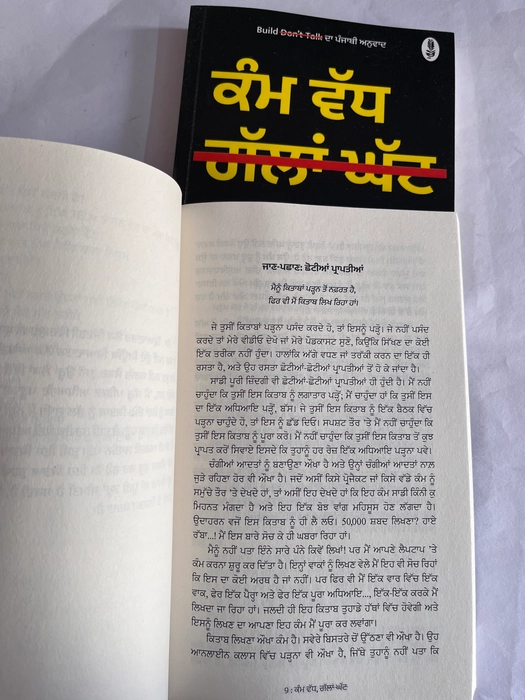 Build Don't Talk ਦਾ ਪੰਜਾਬੀ ਅਨੁਵਾਦ
ਕੰਮ ਵੱਧ
ਗੱਲਾਂ ਘੱਟ
ਜਾਣ-ਪਛਾਣ: ਛੋਟੀਆਂ ਪ੍ਰਾਪਤੀਆਂ
ਮੈਨੂੰ ਕਿਤਾਬਾਂ ਪੜ੍ਹਨ ਤੋਂ ਨਫਰਤ ਹੈ,
ਫਿਰ ਵੀ ਮੈਂ ਕਿਤਾਬ ਲਿਖ ਰਿਹਾ ਹਾਂ!
ਜੇ ਤੁਸੀਂ ਕਿਤਾਬਾਂ ਪੜ੍ਹਨਾ ਪਸੰਦ ਕਰਦੇ ਹੋ, ਤਾਂ ਇਸਨੂੰ ਪੜ੍ਹੋ। ਜੇ ਨਹੀਂ ਪਸੰਦ
ਕਰਦੇ ਤਾਂ ਮੇਰੇ ਵੀਡੀਓ ਦੇਖੋ ਜਾਂ ਮੇਰੇ ਪੌਡਕਾਸਟ ਸੁਣੋ, ਕਿਉਂਕਿ ਸਿੱਖਣ ਦਾ ਕੋਈ
ਇੱਕ ਤਰੀਕਾ ਨਹੀਂ ਹੁੰਦਾ। ਹਾਲਾਂਕਿ ਅੱਗੇ ਵਧਣ ਜਾਂ ਤਰੱਕੀ ਕਰਨ ਦਾ ਇੱਕ ਹੀ
ਰਸਤਾ ਹੈ, ਅਤੇ ਉਹ ਰਸਤਾ ਛੋਟੀਆਂ-ਛੋਟੀਆਂ ਪ੍ਰਾਪਤੀਆਂ ਤੋਂ ਹੋ ਕੇ ਜਾਂਦਾ ਹੈ।
ਸਾਡੀ ਪੂਰੀ ਜ਼ਿੰਦਗੀ ਵੀ ਛੋਟੀਆਂ-ਛੋਟੀਆਂ ਪ੍ਰਾਪਤੀਆਂ ਹੀ ਹੁੰਦੀ ਹੈ। ਮੈਂ ਨਹੀਂ
ਚਾਹੁੰਦਾ ਕਿ ਤੁਸੀਂ ਇਸ ਕਿਤਾਬ ਨੂੰ ਲਗਾਤਾਰ ਪੜ੍ਹੋਂ; ਮੈਂ ਚਾਹੁੰਦਾ ਹਾਂ ਕਿ ਤੁਸੀਂ ਇਸ
ਦਾ ਇੱਕ ਅਧਿਆਇ ਪੜ੍ਹੋਂ, ਬੱਸ। ਜੇ ਤੁਸੀਂ ਇਸ ਕਿਤਾਬ ਨੂੰ ਇੱਕ ਬੈਠਕ ਵਿੱਚ
ਪੜ੍ਹਨਾ ਚਾਹੁੰਦੇ ਹੋ, ਤਾਂ ਇਸ ਨੂੰ ਛੱਡ ਦਿਓ। ਸਪਸ਼ਟ ਤੌਰ 'ਤੇ ਮੈਂ ਨਹੀਂ ਚਾਹੁੰਦਾ ਕਿ
ਤੁਸੀਂ ਇਸ ਕਿਤਾਬ ਨੂੰ ਪੂਰਾ ਕਰੋ। ਮੈਂ ਨਹੀਂ ਚਾਹੁੰਦਾ ਕਿ ਤੁਸੀਂ ਇਸ ਕਿਤਾਬ ਤੋਂ ਕੁਝ
ਪ੍ਰਾਪਤ ਕਰੋਂ ਸਿਵਾਏ ਇਸਦੇ ਕਿ ਤੁਹਾਨੂੰ ਹਰ ਰੋਜ਼ ਇੱਕ ਅਧਿਆਇ ਪੜ੍ਹਨਾ ਪਵੇ।
ਚੰਗੀਆਂ ਆਦਤਾਂ ਨੂੰ ਬਣਾਉਣਾ ਔਖਾ ਹੈ ਅਤੇ ਉਨ੍ਹਾਂ ਚੰਗੀਆਂ ਆਦਤਾਂ ਨਾਲ
ਜੁੜੇ ਰਹਿਣਾ ਹੋਰ ਵੀ ਔਖਾ ਹੈ। ਜਦੋਂ ਅਸੀਂ ਕਿਸੇ ਪ੍ਰੋਜੈਕਟ ਜਾਂ ਕਿਸੇ ਵੱਡੇ ਕੰਮ ਨੂੰ
ਸਮੁੱਚੇ ਤੌਰ 'ਤੇ ਦੇਖਦੇ ਹਾਂ, ਤਾਂ ਅਸੀਂ ਇਹ ਦੇਖਦੇ ਹਾਂ ਕਿ ਇਹ ਕੰਮ ਸਾਡੀ ਕਿੰਨੀ ਕੁ
ਮਿਹਨਤ ਮੰਗਦਾ ਹੈ ਅਤੇ ਇਹ ਇੱਕ ਬੋਝ ਵਾਂਗ ਮਹਿਸੂਸ ਹੋਣ ਲੱਗਦਾ ਹੈ।
ਉਦਾਹਰਨ ਵਜੋਂ ਇਸ ਕਿਤਾਬ ਨੂੰ ਹੀ ਲੈ ਲਓ। 50,000 ਸ਼ਬਦ ਲਿਖਣਾ? ਹਾਏ
ਰੱਬਾ...! ਮੈਂ ਇਸ ਬਾਰੇ ਸੋਚ ਕੇ ਹੀ ਘਬਰਾ ਰਿਹਾ ਹਾਂ।
ਮੈਨੂੰ ਨਹੀਂ ਪਤਾ ਇੰਨੇ ਸਾਰੇ ਪੰਨੇ ਕਿਵੇਂ ਲਿਖਾਂ! ਪਰ ਮੈਂ ਆਪਣੇ ਲੈਪਟਾਪ 'ਤੇ
ਕੰਮ ਕਰਨਾ ਸ਼ੁਰੂ ਕਰ ਦਿੱਤਾ ਹੈ। ਇਨ੍ਹਾਂ ਵਾਕਾਂ ਨੂੰ ਲਿਖਣ ਵੇਲੇ ਮੈਂ ਇਹ ਵੀ ਸੋਚ ਰਿਹਾਂ
ਕਿ ਇਸ ਦਾ ਕੋਈ ਅਰਥ ਹੈ ਜਾਂ ਨਹੀਂ। ਪਰ ਫਿਰ ਵੀ ਮੈਂ ਇੱਕ ਵਾਰ ਵਿੱਚ ਇੱਕ
ਵਾਕ, ਫੇਰ ਇੱਕ ਪੈਰ੍ਹਾ ਅਤੇ ਫੇਰ ਇੱਕ ਪੂਰਾ ਅਧਿਆਇ..., ਇੱਕ-ਇੱਕ ਕਰਕੇ ਮੈਂ
ਲਿਖਦਾ ਜਾ ਰਿਹਾ ਹਾਂ। ਜਲਦੀ ਹੀ ਇਹ ਕਿਤਾਬ ਤੁਹਾਡੇ ਹੱਥਾਂ ਵਿੱਚ ਹੋਵੇਗੀ ਅਤੇ
ਇਸਨੂੰ ਲਿਖਣ ਦਾ ਆਪਣਾ ਇਹ ਕੰਮ ਮੈਂ ਪੂਰਾ ਕਰ ਲਵਾਂਗਾ।
ਕਿਤਾਬ ਲਿਖਣਾ ਔਖਾ ਕੰਮ ਹੈ। ਸਵੇਰੇ ਬਿਸਤਰੇ ਚੋਂ ਉੱਠਣਾ ਵੀ ਔਖਾ ਹੈ। ਉਹ
ਆਨਲਾਈਨ ਕਲਾਸ ਵਿੱਚ ਪੜ੍ਹਨਾ ਵੀ ਔਖਾ ਹੈ, ਜਿੱਥੇ ਤੁਹਾਨੂੰ ਨਹੀਂ ਪਤਾ ਕਿ
9 : ਕੰਮ ਵੱਧ, ਗੱਲਾਂ ਘੱਟ